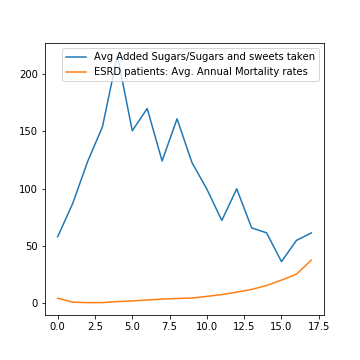 Avg Added Sugars/Sugars and sweets taken
ESRD patients: Avg. Annual Mortality rates
200
150
100
50
0
0.0 2.5 5.0 7.5 10.0 12.5 15.0 17.5